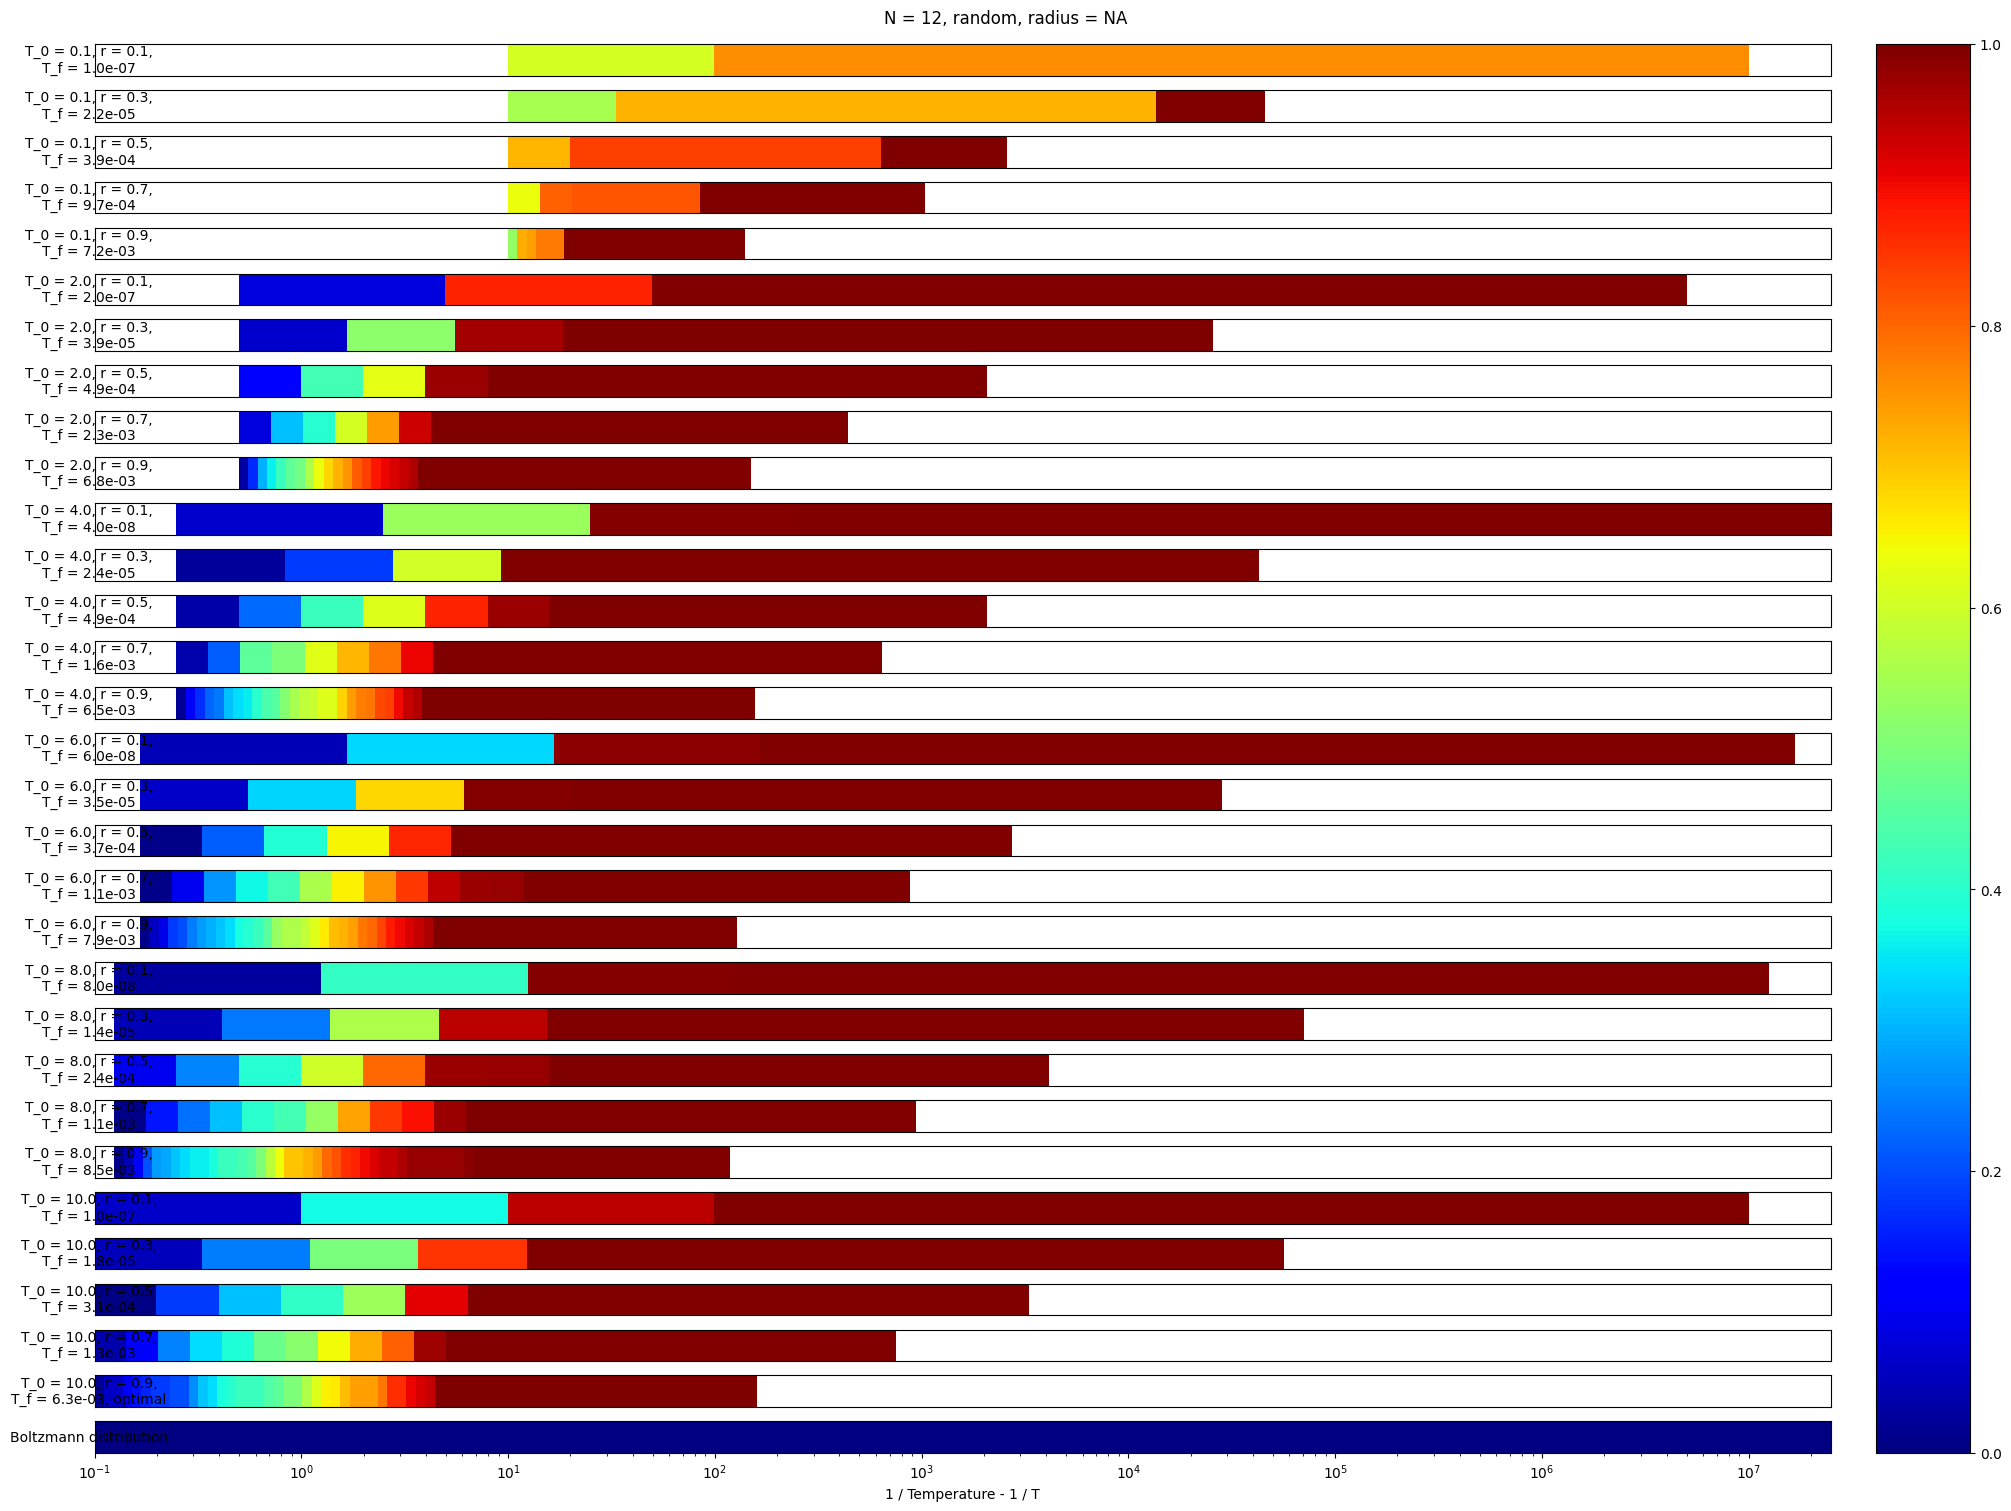 N = 12, random, radius = NA
T_0 = 0.1, r = 0.1,
T_f = 1.0e-07
T_0 = 0.1, r = 0.3,
T_f = 2.2e-05
T_0 = 0.1, r = 0.5,
T_f = 3.9e-04
T_0 = 0.1, r = 0.7,
T_f = 9.7e-04
T_0 = 0.1, r = 0.9,
T_f = 7.2e-03
T_0 = 2.0, r = 0.1,
T_f = 2.0e-07
T_0 = 2.0, r = 0.3,
T_f = 3.9e-05
T_0 = 2.0, r = 0.5,
T_f = 4.9e-04
T_0 = 2.0, r = 0.7,
T_f = 2.3e-03
T_0 = 2.0, r = 0.9,
T_f = 6.8e-03
T_0 = 4.0, r = 0.1,
T_f = 4.0e-08
T_0 = 4.0, r = 0.3,
T_f = 2.4e-05
T_0 = 4.0, r = 0.5,
T_f = 4.9e-04
T_0 = 4.0, r = 0.7,
T_f = 1.6e-03
T_0 = 4.0, r = 0.9,
T_f = 6.5e-03
T_0 = 6.0, r = 0.1,
T_f = 6.0e-08
T_0 = 6.0, r = 0.3,
T_f = 3.5e-05
T_0 = 6.0, r = 0.5,
T_f = 3.7e-04
T_0 = 6.0, r = 0.7,
T_f = 1.1e-03
T_0 = 6.0, r = 0.9,
T_f = 7.9e-03
T_0 = 8.0, r = 0.1,
T_f = 8.0e-08
T_0 = 8.0, r = 0.3,
T_f = 1.4e-05
T_0 = 8.0, r = 0.5,
T_f = 2.4e-04
T_0 = 8.0, r = 0.7,
T_f = 1.1e-03
T_0 = 8.0, r = 0.9,
T_f = 8.5e-03
T_0 = 10.0, r = 0.1,
T_f = 1.0e-07
T_0 = 10.0, r = 0.3,
T_f = 1.8e-05
T_0 = 10.0, r = 0.5,
T_f = 3.1e-04
T_0 = 10.0, r = 0.7,
T_f = 1.3e-03
T_0 = 10.0, r = 0.9,
T_f = 6.3e-03, optimal
Boltzmann distribution
10⁻¹ 10⁰ 10¹ 10² 10³ 10⁴ 10⁵ 10⁶ 10⁷
1 / Temperature - 1 / T
1.0
0.8
0.6
0.4
0.2
0.0